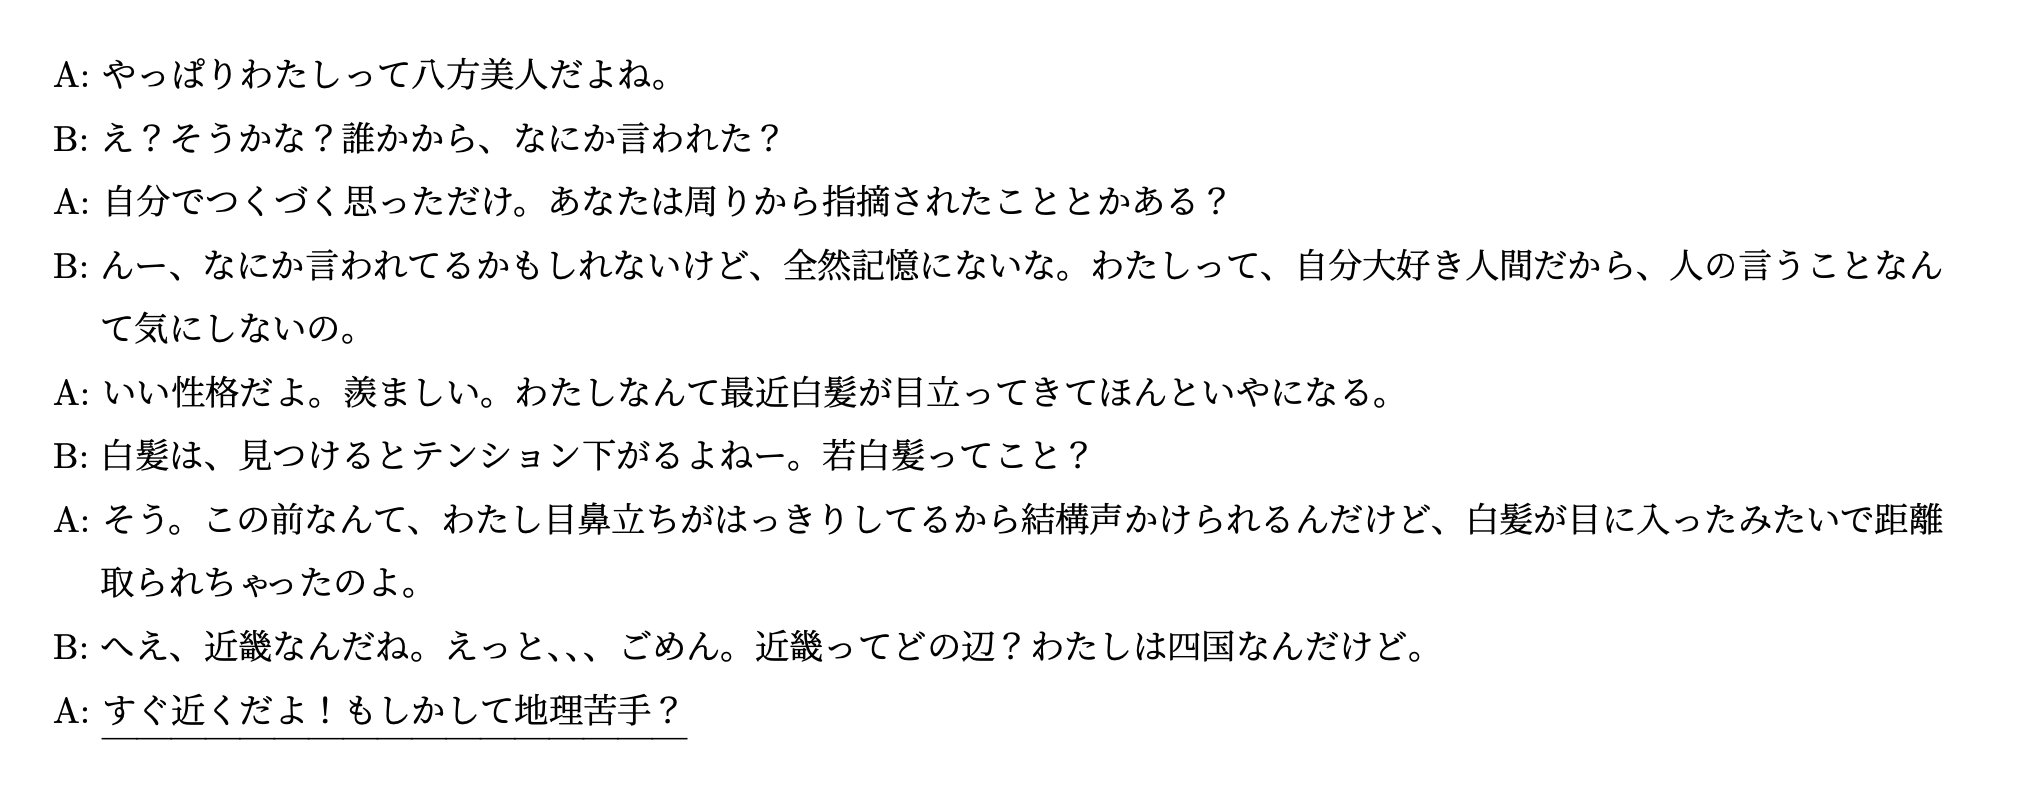 A: やっぱりわたしって八方美人だよね。
B: え？そうかな？誰かから、なにか言われた？
A: 自分でつくづく思っただけ。あなたは周りから指摘されたこととかある？
B: んー、なにか言われてるかもしれないけど、全然記憶にないな。わたしって、自分大好き人間だから、人の言うことなん
て気にしないの。
A: いい性格だよ。羨ましい。わたしなんて最近白髪が目立ってきてほんといやになる。
B: 白髪は、見つけるとテンション下がるよねー。若白髪ってこと？
A: そう。この前なんて、わたし目鼻立ちがはっきりしてるから結構声かけられるんだけど、白髪が目に入ったみたいで距離
取られちゃったのよ。
B: へえ、近畿なんだね。えっと、、、ごめん。近畿ってどの辺？わたしは四国なんだけど。
A: すぐ近くだよ！もしかして地理苦手？